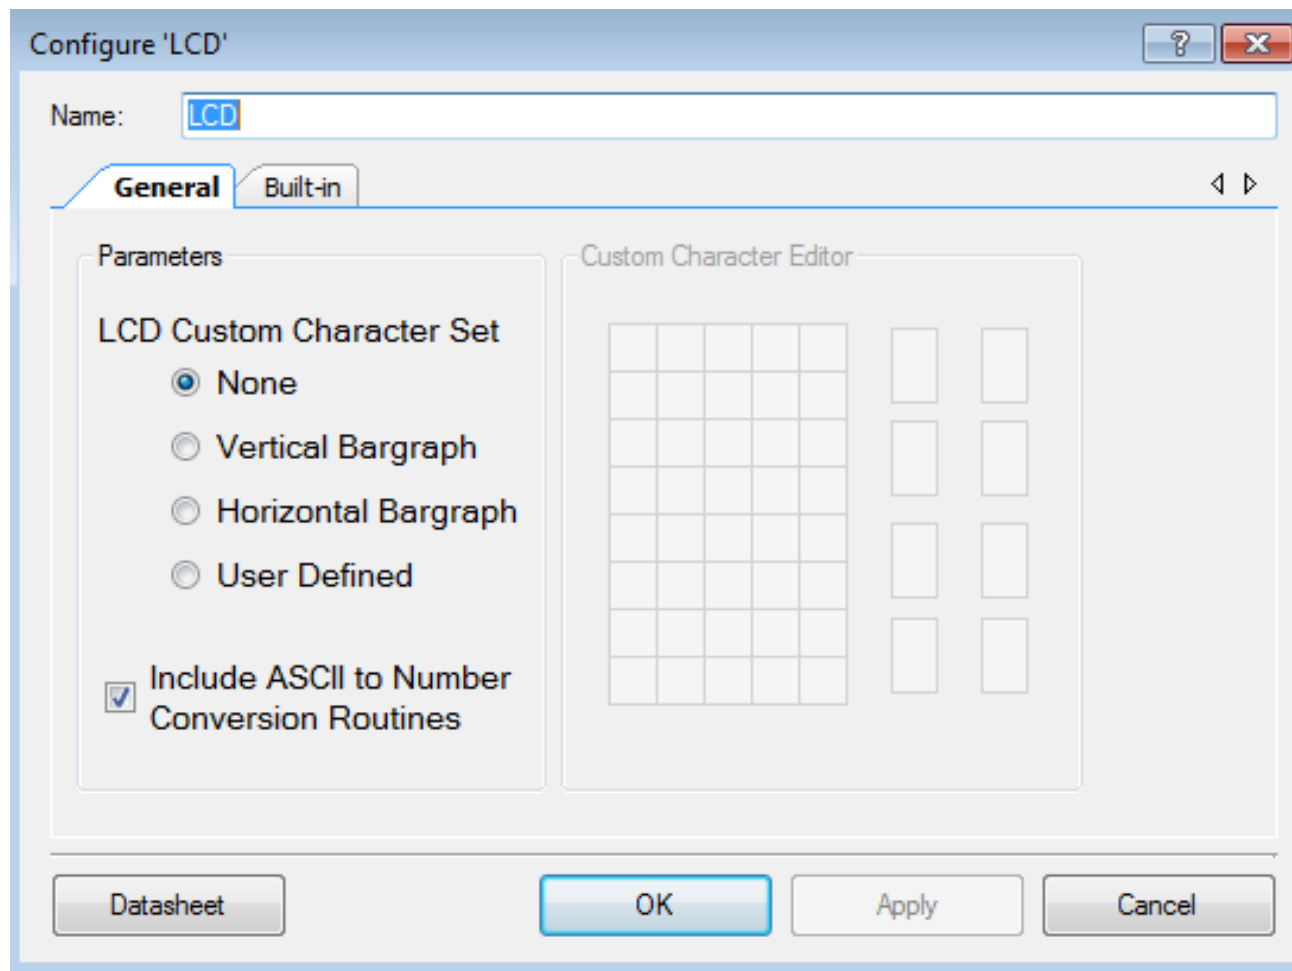 Configure 'LCD'
Name: LCD
General Built-in
Parameters
Custom Character Editor
LCD Custom Character Set
None
Vertical Bargraph
Horizontal Bargraph
User Defined
Include ASCII to Number
Conversion Routines
Datasheet OK Apply Cancel